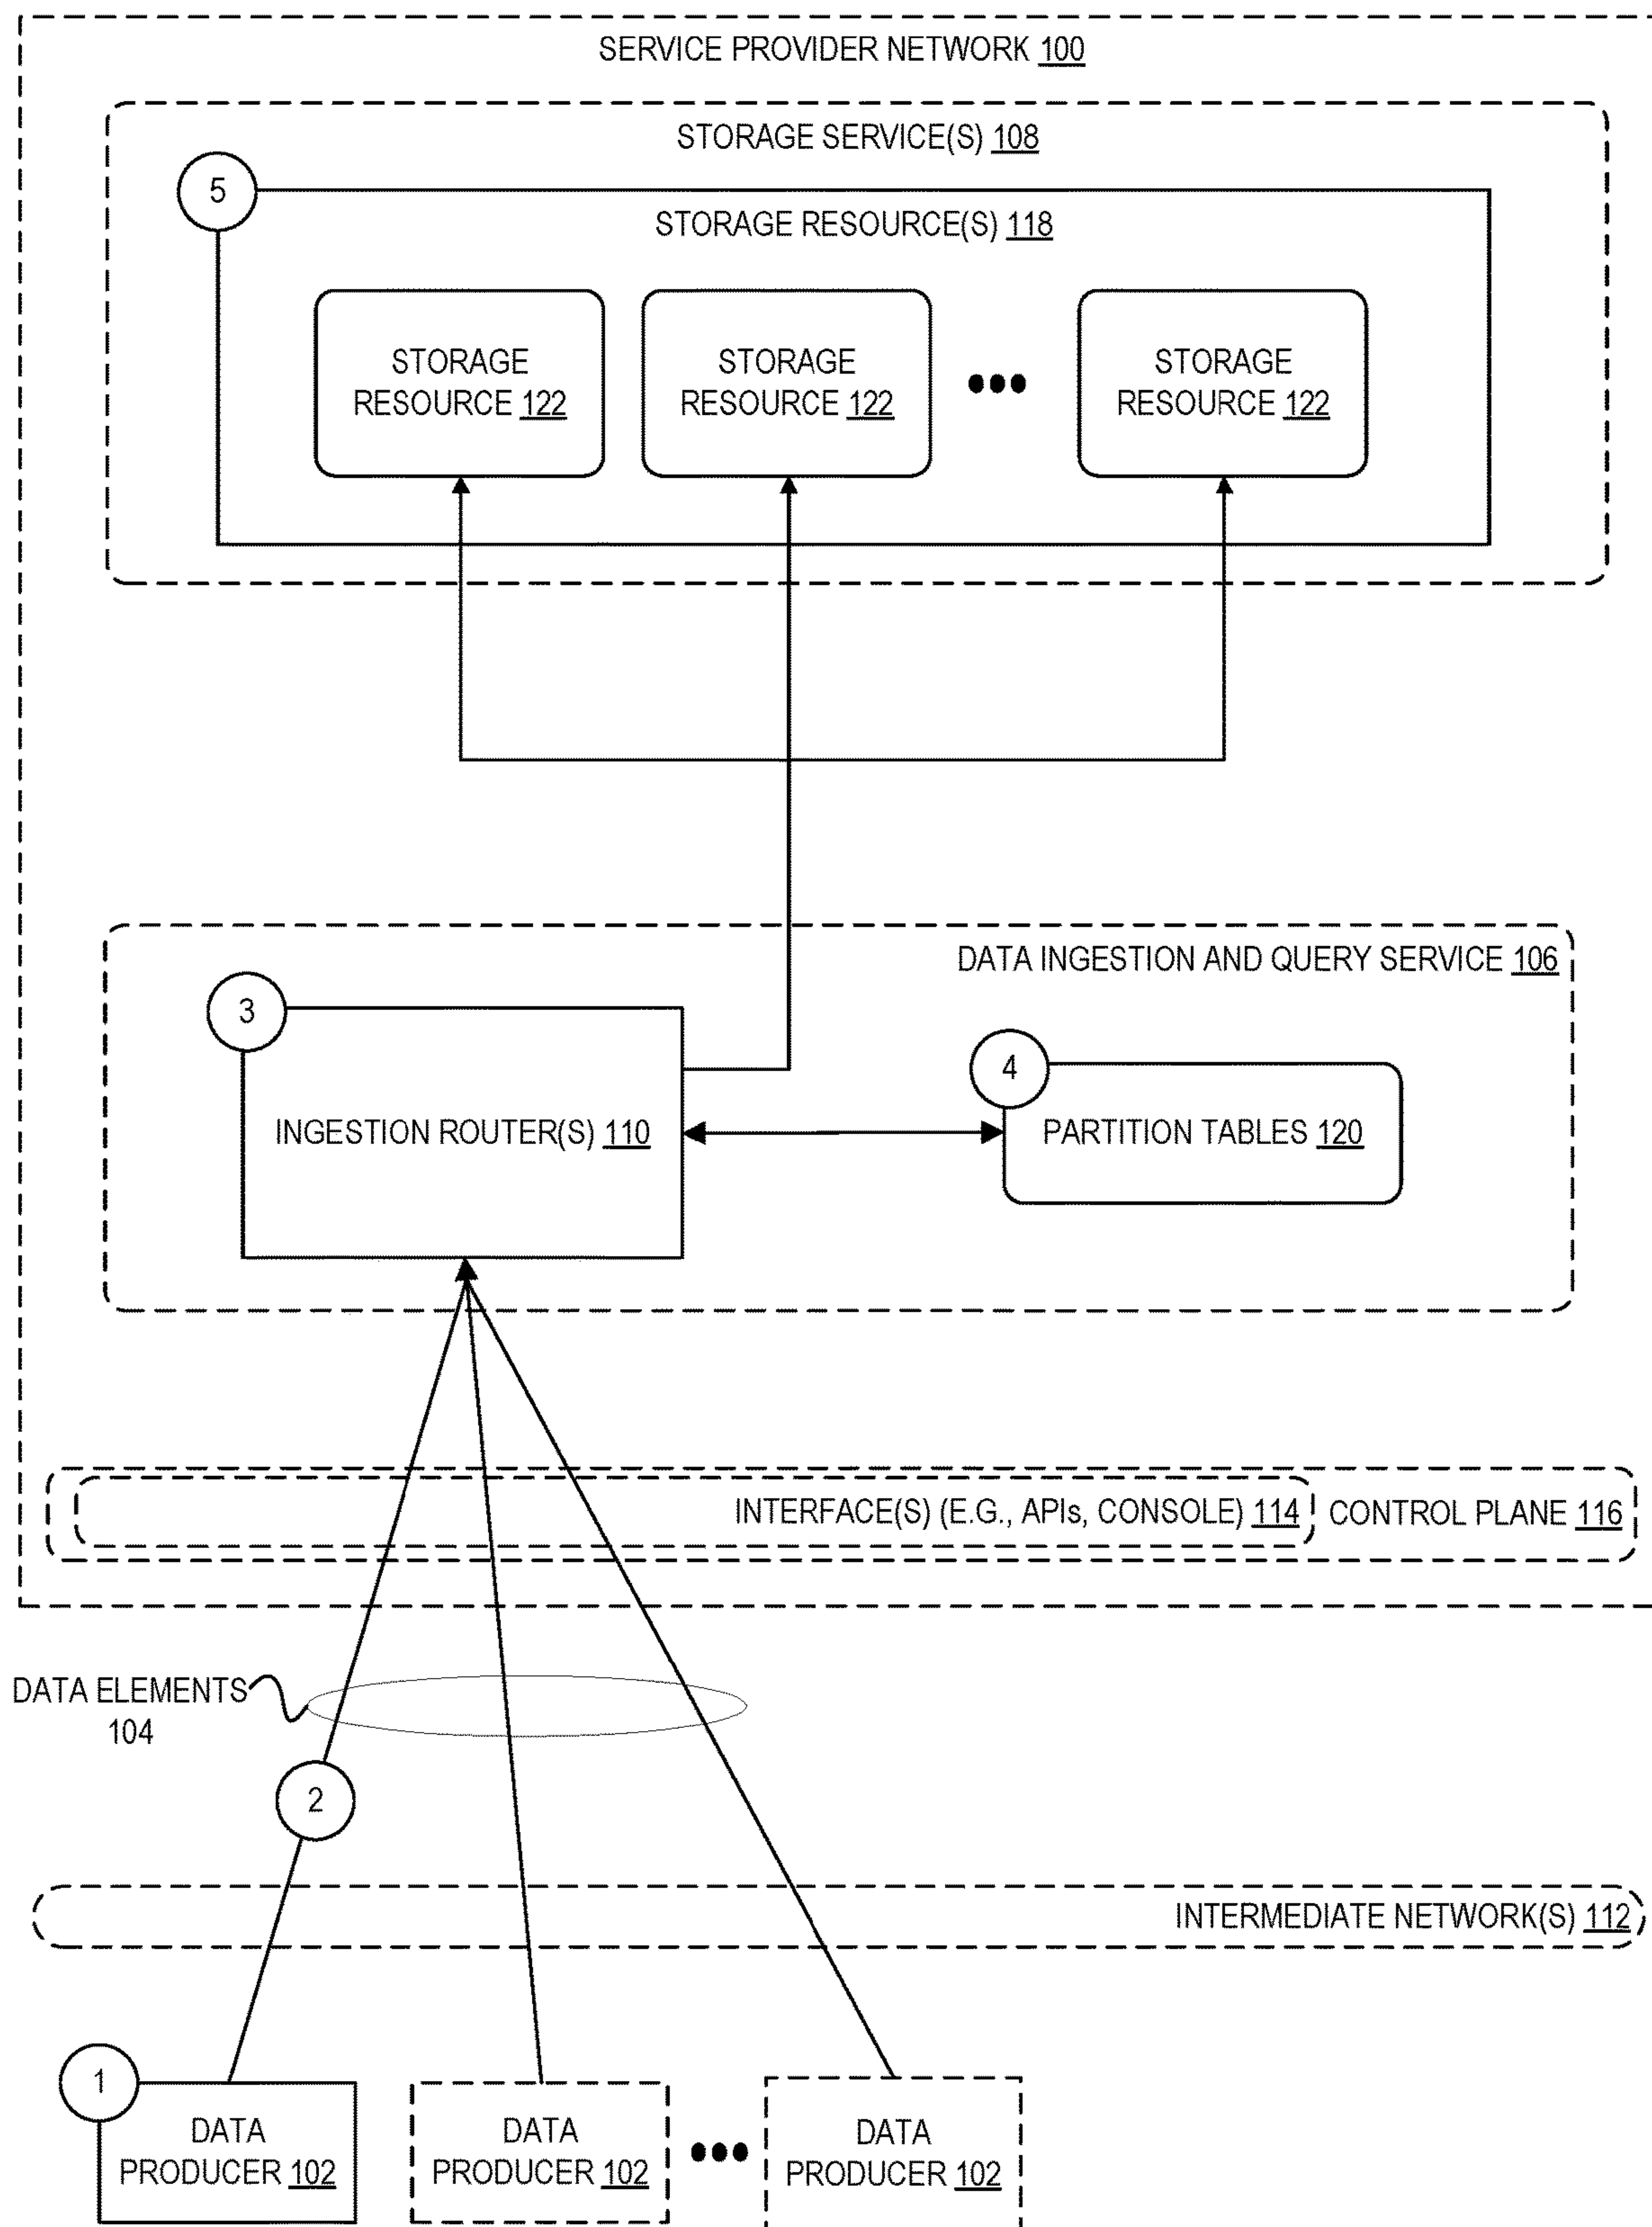 SERVICE PROVIDER NETWORK 100
STORAGE SERVICE(S) 108
5
STORAGE RESOURCE(S) 118
STORAGE
RESOURCE 122
STORAGE
RESOURCE 122
STORAGE
RESOURCE 122
DATA INGESTION AND QUERY SERVICE 106
3
4
INGESTION ROUTER(S) 110
PARTITION TABLES 120
INTERFACE(S) (E.G., APIs, CONSOLE) 114
CONTROL PLANE 116
DATA ELEMENTS
104
2
INTERMEDIATE NETWORK(S) 112
1
DATA
PRODUCER 102
DATA
PRODUCER 102
DATA
PRODUCER 102